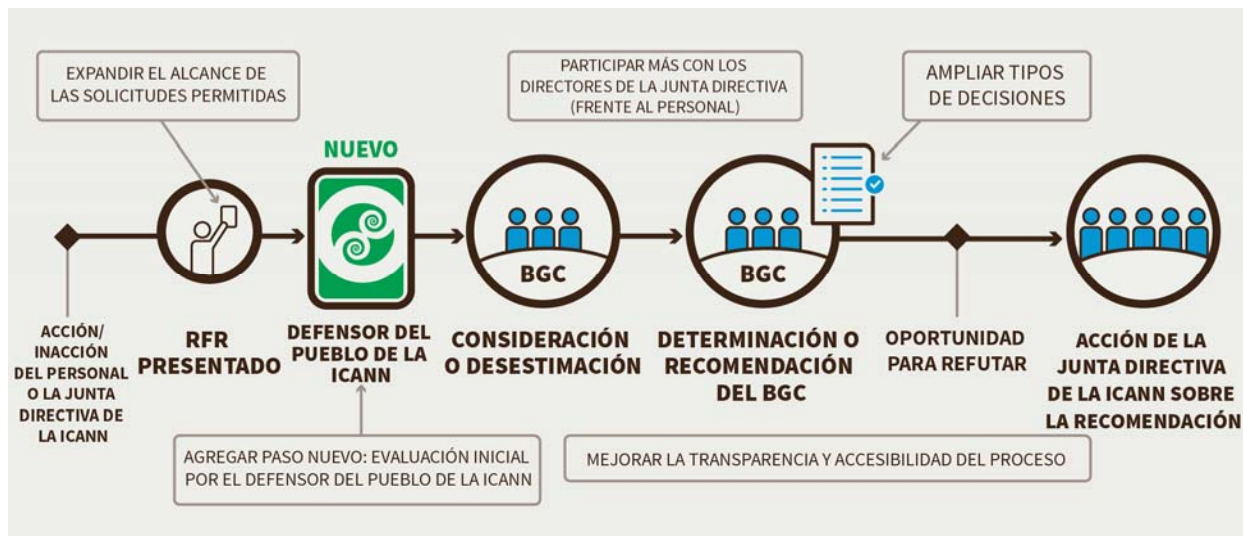 EXPANDIR EL ALCANCE DE
LAS SOLICITUDES PERMITIDAS
PARTICIPAR MÁS CON LOS
DIRECTORES DE LA JUNTA DIRECTIVA
(FRENTE AL PERSONAL)
AMPLIAR TIPOS
DE DECISIONES
NUEVO
BGC
BGC
ACCIÓN/
INACCIÓN
DEL PERSONAL
O LA JUNTA
DIRECTIVA DE
LA ICANN
RFR
PRESENTADO
DEFENSOR DEL
PUEBLO DE LA
ICANN
CONSIDERACIÓN
O DESESTIMACIÓN
DETERMINACIÓN O
RECOMENDACIÓN
DEL BGC
OPORTUNIDAD
PARA REFUTAR
ACCIÓN DE LA
JUNTA DIRECTIVA
DE LA ICANN SOBRE
LA RECOMENDACIÓN
AGREGAR PASO NUEVO: EVALUACIÓN INICIAL
POR EL DEFENSOR DEL PUEBLO DE LA ICANN
MEJORAR LA TRANSPARENCIA Y ACCESIBILIDAD DEL PROCESO